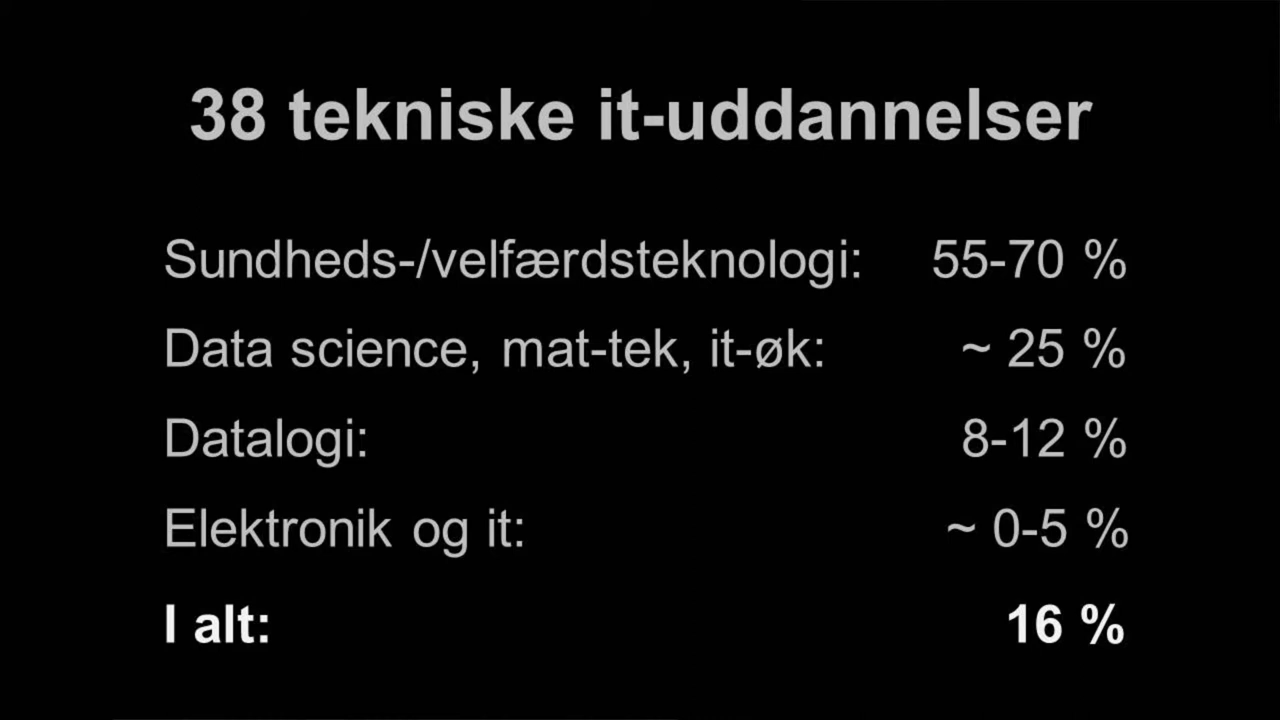 38 tekniske it-uddannelser
Sundheds-/velfærdsteknologi: 55-70 %
Data science, mat-tek, it-øk: ~ 25 %
Datalogi: 8-12 %
Elektronik og it: ~ 0-5 %
I alt: 16 %